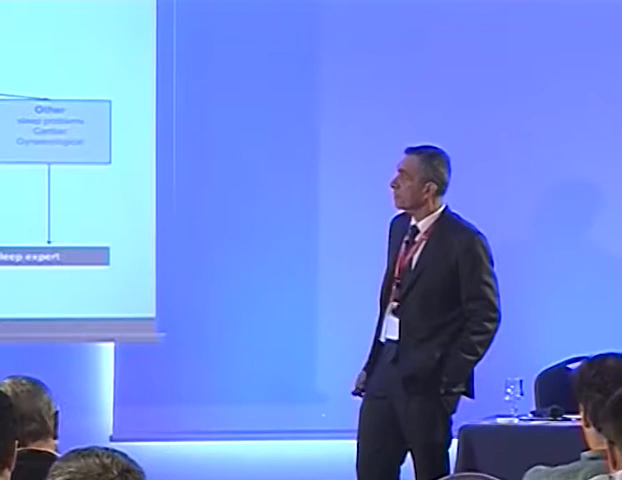 Other
sleep problems
Cardiac
Gynaecological
leep expert